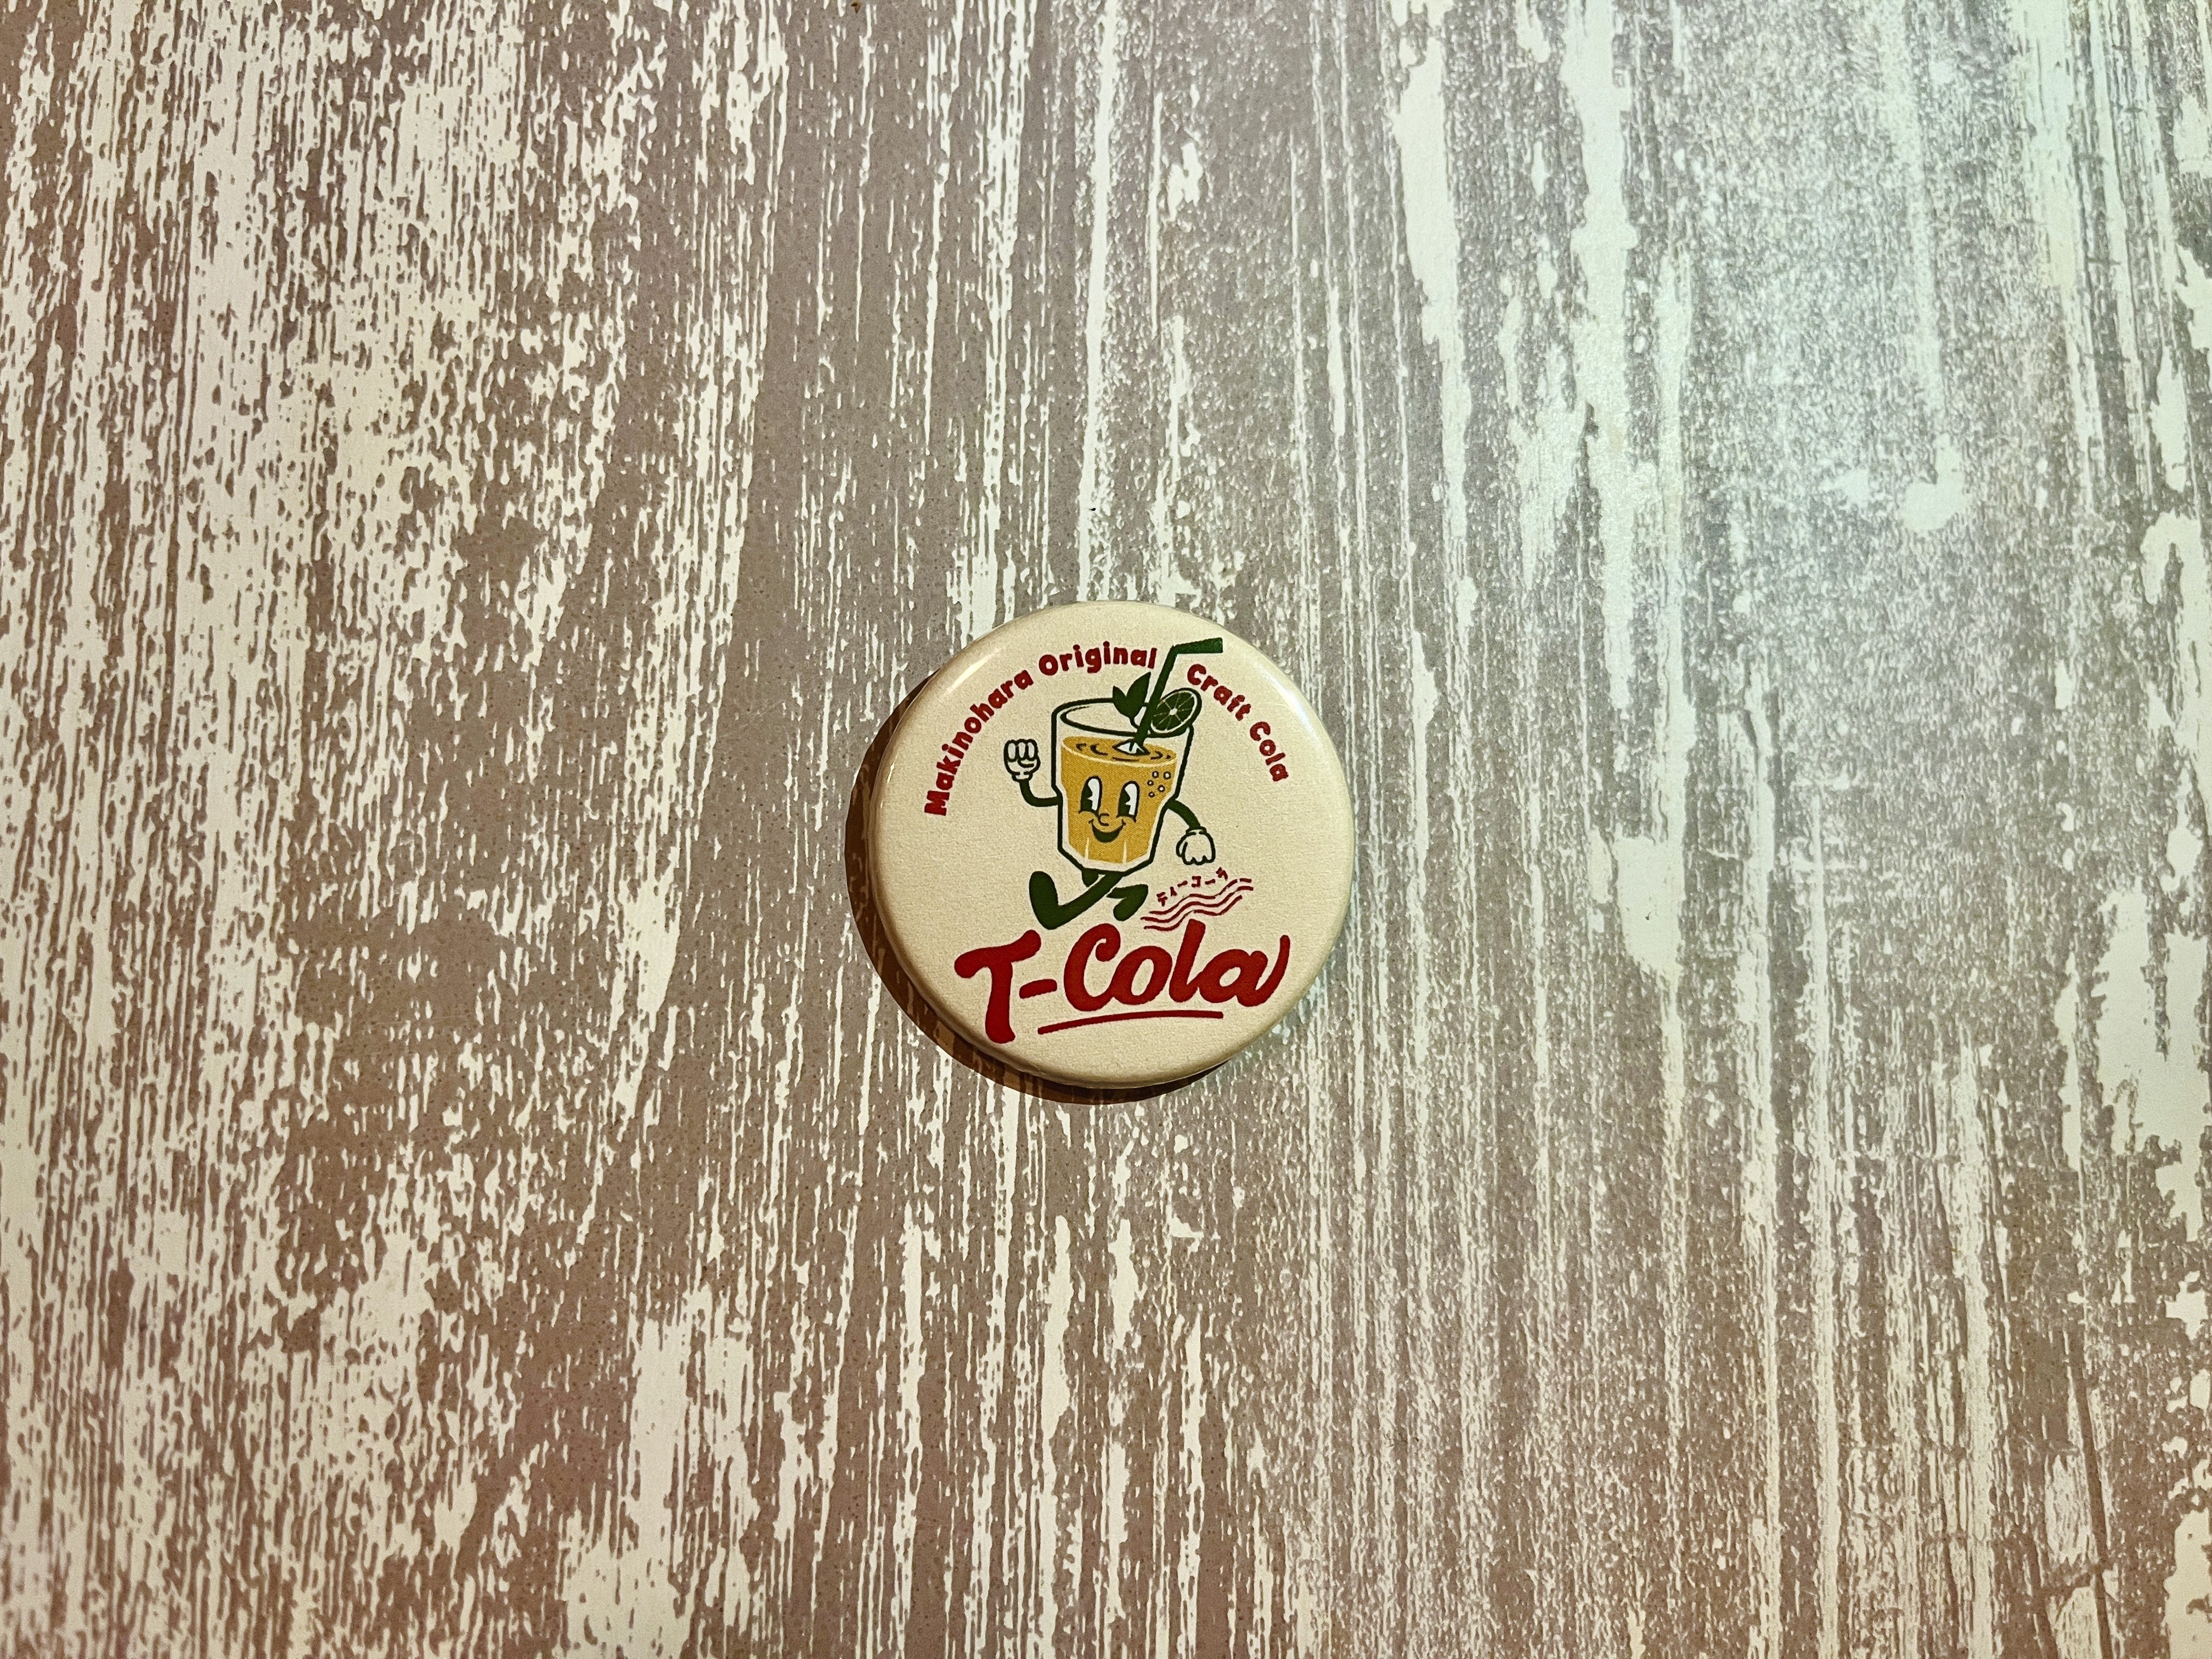 Makinohara Original Craft Cola
ティーコーラ
T-Cola